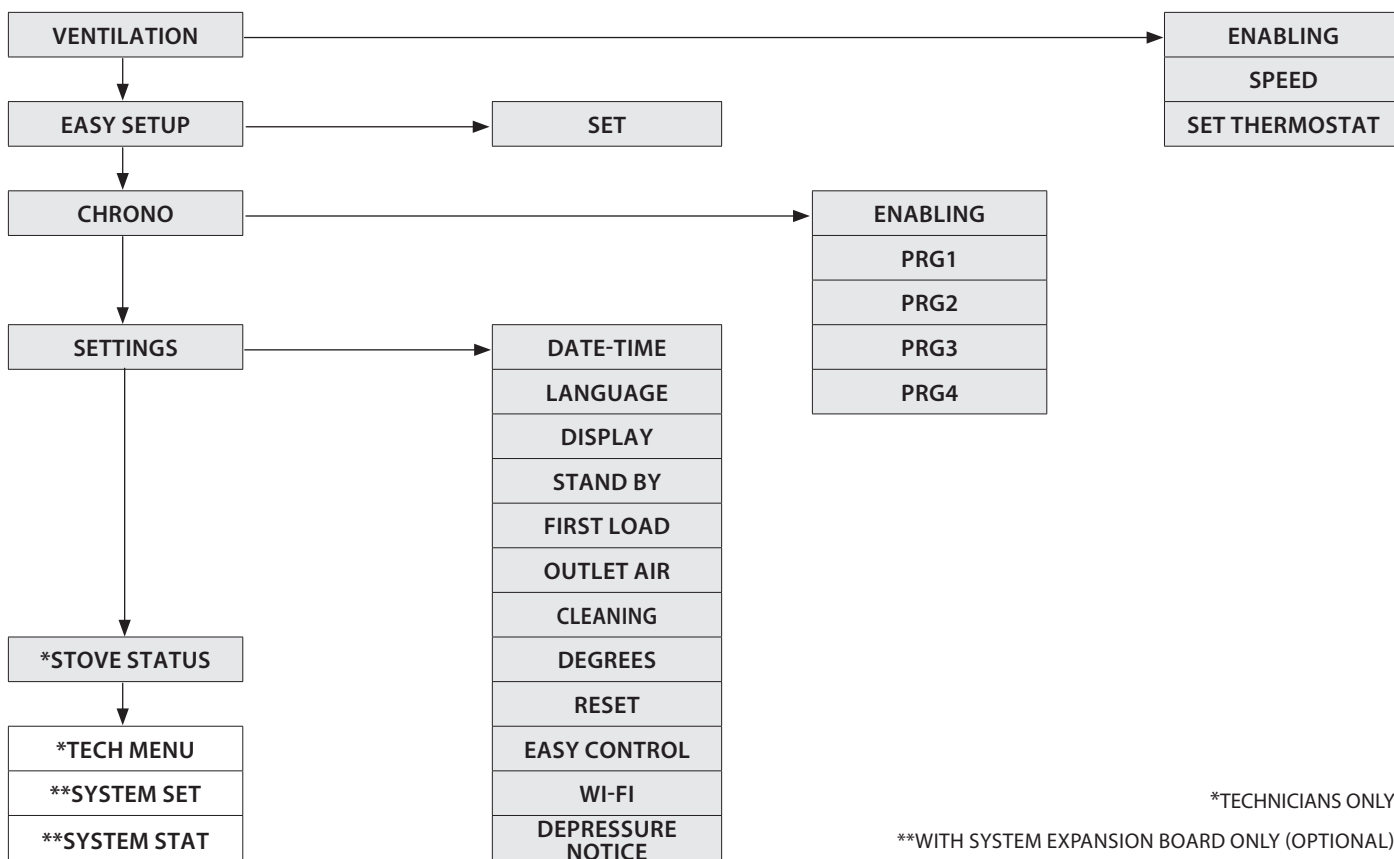 VENTILATION
ENABLING
SPEED
SET THERMOSTAT
EASY SETUP
SET
CHRONO
ENABLING
PRG1
PRG2
PRG3
PRG4
SETTINGS
DATE-TIME
LANGUAGE
DISPLAY
STAND BY
FIRST LOAD
OUTLET AIR
CLEANING
DEGREES
RESET
EASY CONTROL
WI-FI
DEPRESSURE
NOTICE
*STOVE STATUS
*TECH MENU
**SYSTEM SET
**SYSTEM STAT
*TECHNICIANS ONLY
**WITH SYSTEM EXPANSION BOARD ONLY (OPTIONAL)